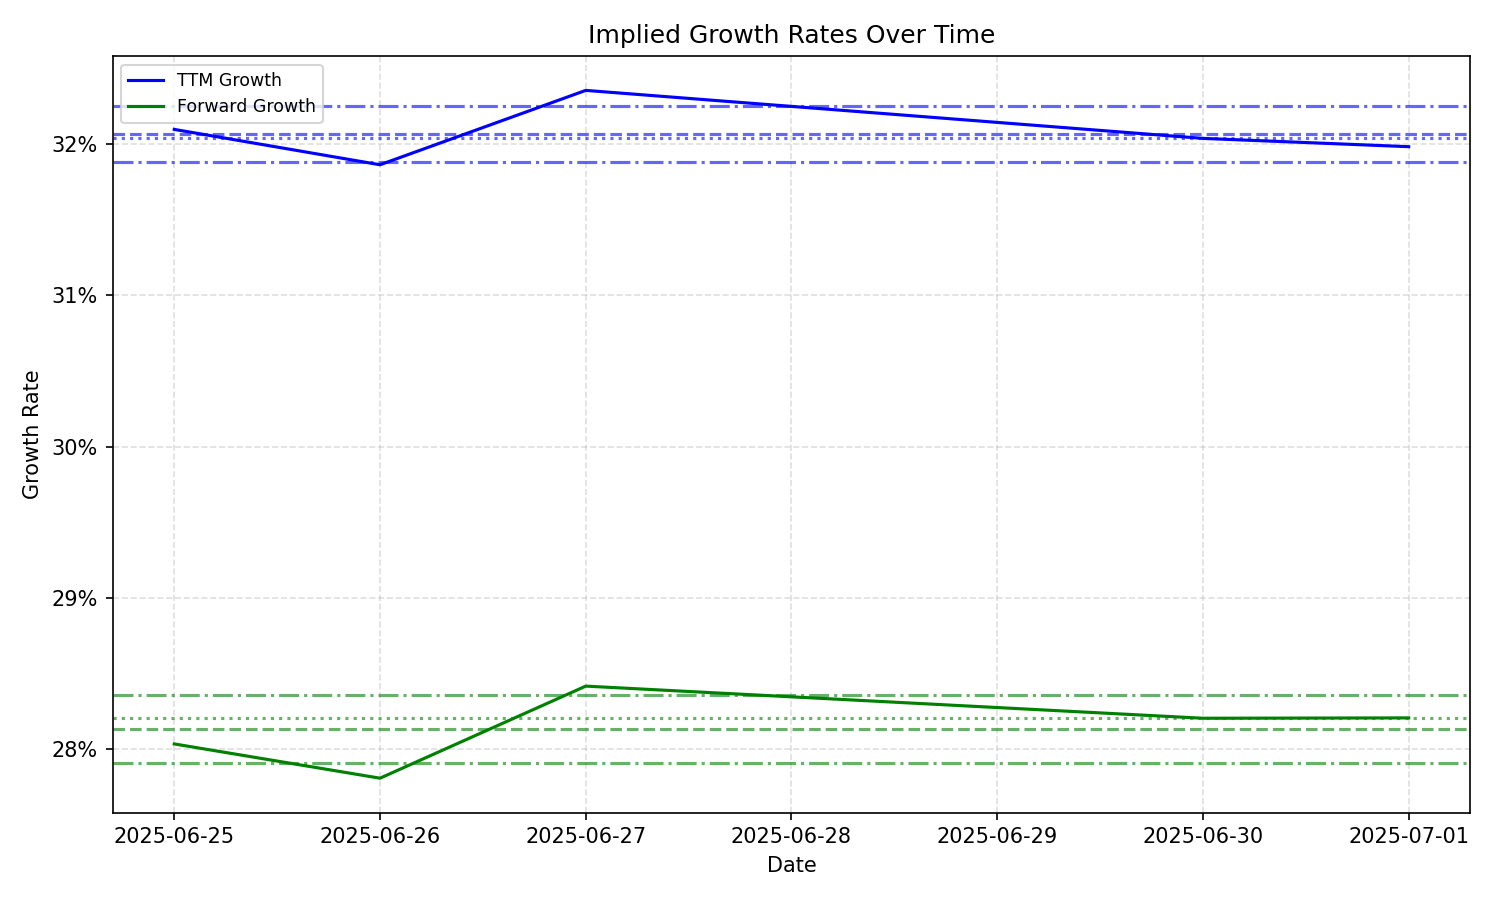 Implied Growth Rates Over Time
TTM Growth
Forward Growth
32%
31%
30%
29%
28%
Growth Rate
2025-06-25
2025-06-26
2025-06-27
2025-06-28
2025-06-29
2025-06-30
2025-07-01
Date